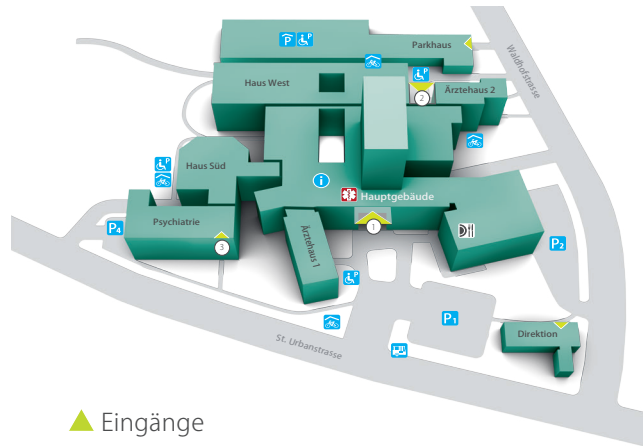 P P
Parkhaus
Waldhofstrasse
Haus West
P
2
Ärztehaus 2
P
Haus Süd
i
Hauptgebäude
Psychiatrie
P4
3
1
Ärztehaus 1
P
P2
P1
Direktion
St. Urbanstrasse
Eingänge